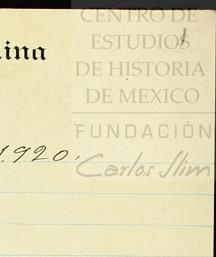 CENTRO DE
ESTUDIOS
DE HISTORIA
DE MEXICO
FUNDACIÓN
Carlos Slim
ina
1920.